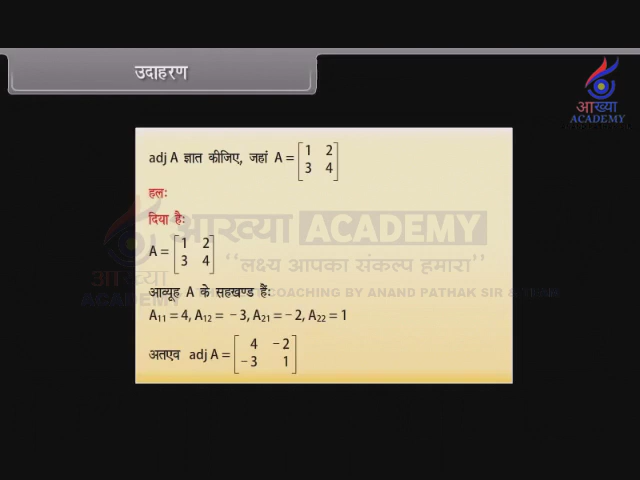 उदाहरण
आख्या
ACADEMY
adj A ज्ञात कीजिए, जहां A = [1 2
3 4]
हल:
दिया है:
A = [1 2
3 4]
आख्या ACADEMY
‘‘लक्ष्य आपका संकल्प हमारा’’
आख्या
ACADEMY
COACHING BY ANAND PATHAK SIR & TEAM
आव्यूह A के सहखण्ड हैं:
A₁₁ = 4, A₁₂ = −3, A₂₁ = −2, A₂₂ = 1
अतएव adj A = [4 −2
−3 1]